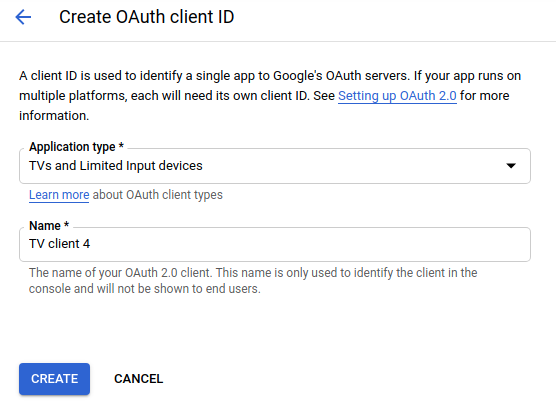 Create OAuth client ID
A client ID is used to identify a single app to Google's OAuth servers. If your app runs on
multiple platforms, each will need its own client ID. See Setting up OAuth 2.0 for more
information.
Application type *
TVs and Limited Input devices
Learn more about OAuth client types
Name *
TV client 4
The name of your OAuth 2.0 client. This name is only used to identify the client in the
console and will not be shown to end users.
CREATE CANCEL